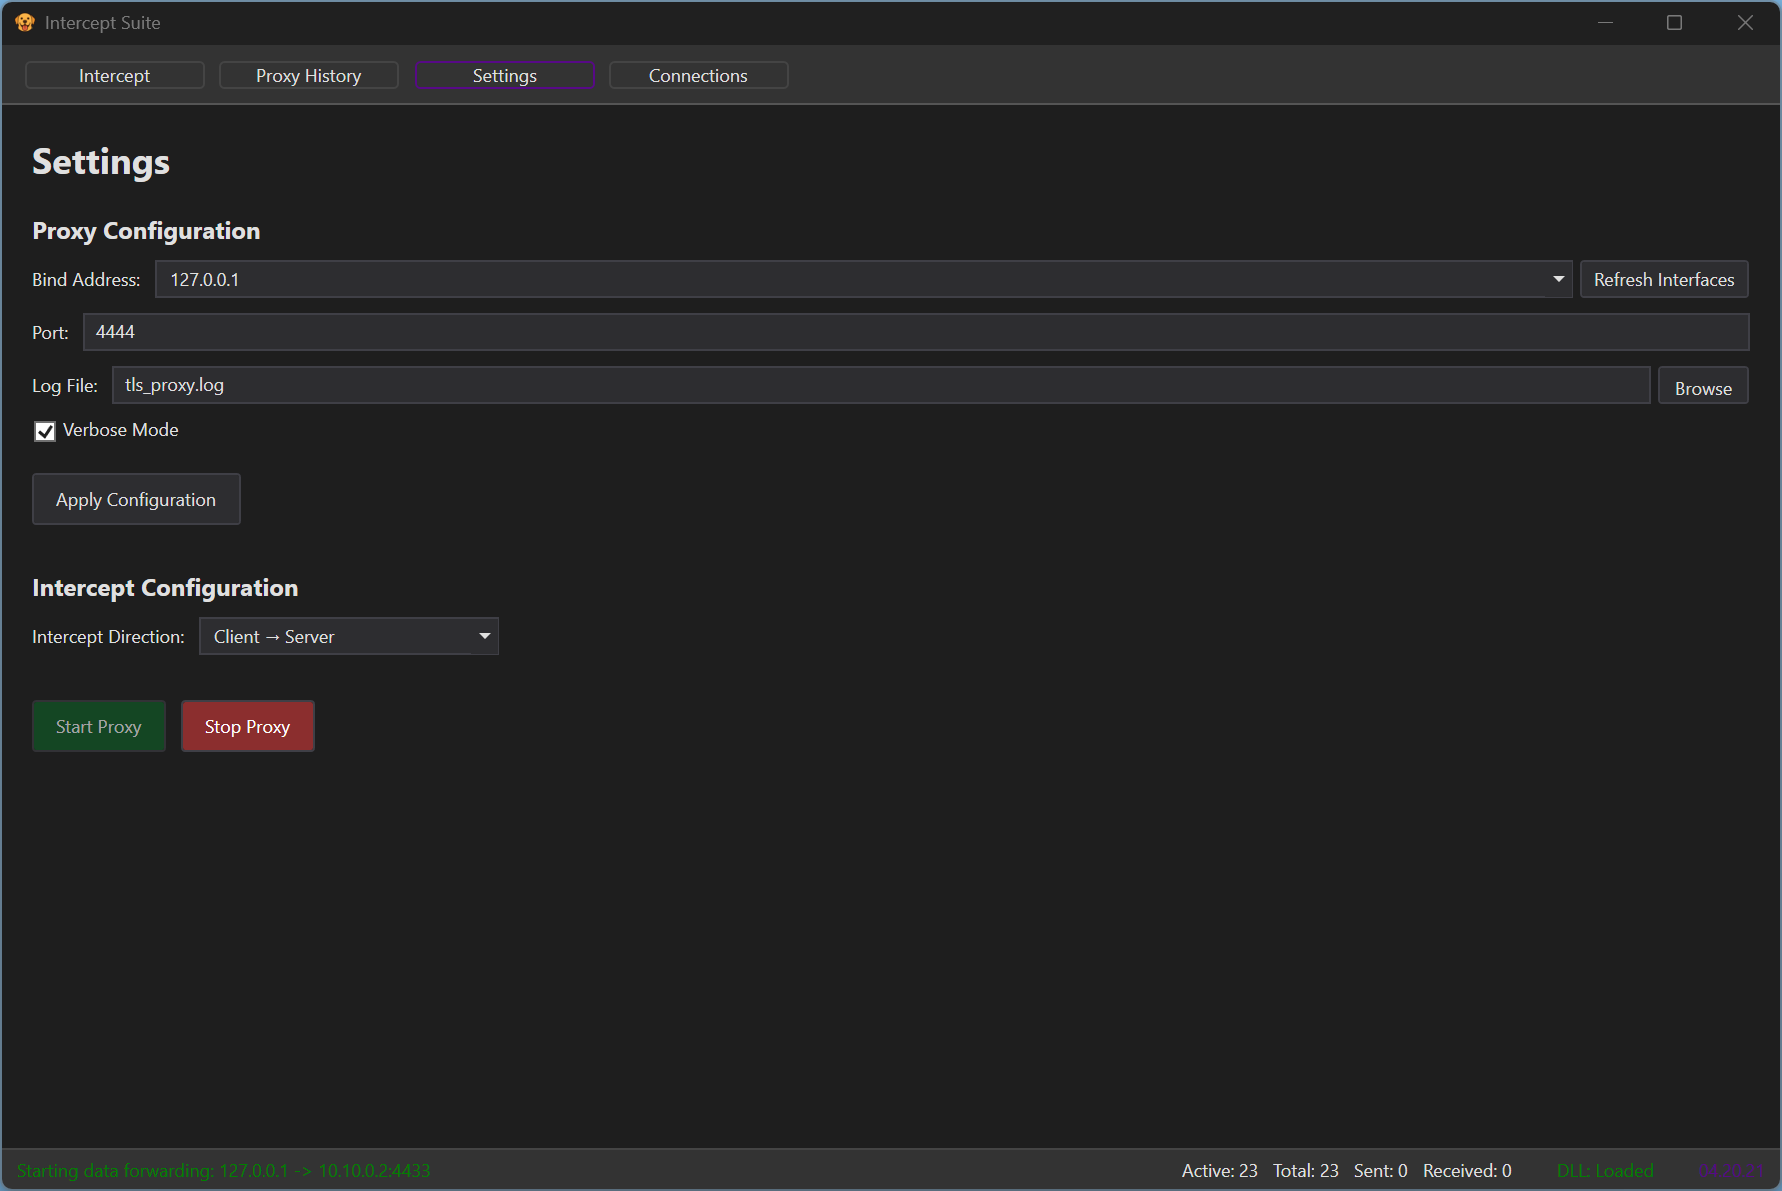 Intercept Suite
Intercept
Proxy History
Settings
Connections
Settings
Proxy Configuration
Bind Address: 127.0.0.1 Refresh Interfaces
Port: 4444
Log File: tls_proxy.log Browse
Verbose Mode
Apply Configuration
Intercept Configuration
Intercept Direction: Client → Server
Start Proxy Stop Proxy
Starting data forwarding: 127.0.0.1 -> 10.10.0.2:4433 Active: 23 Total: 23 Sent: 0 Received: 0 DLL: Loaded